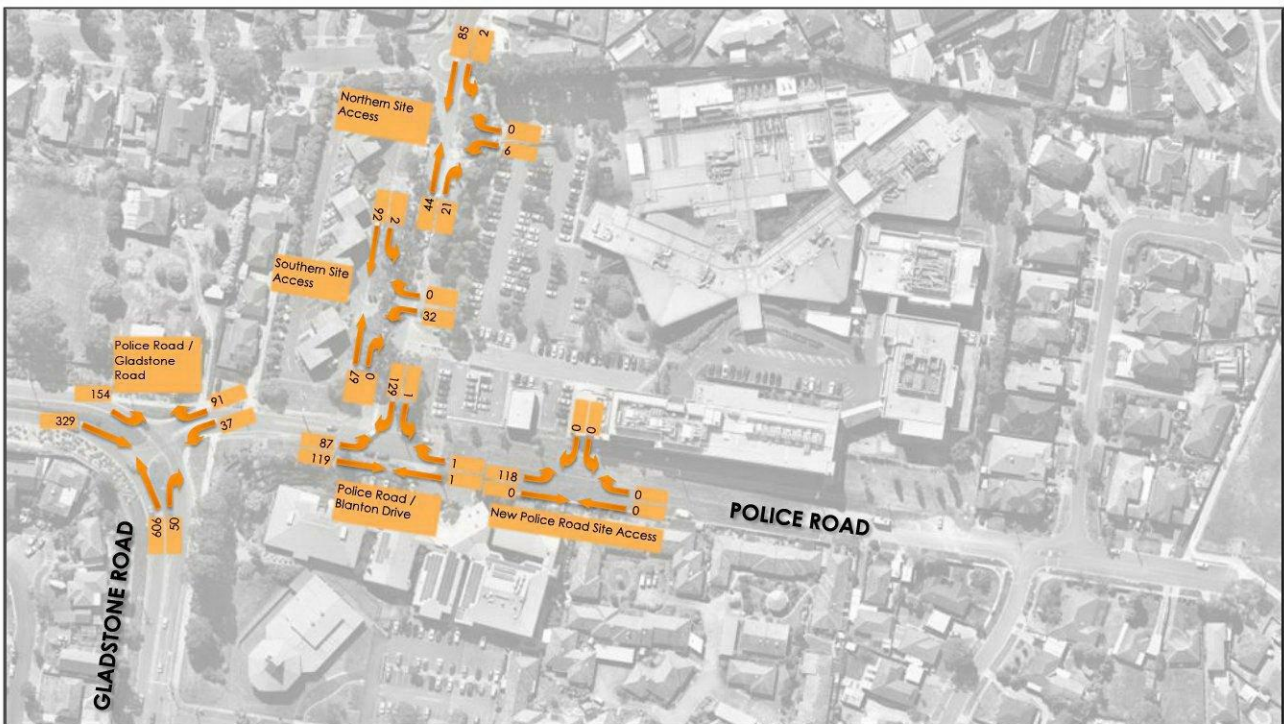 85
2
Northern Site
Access
0
6
44
21
92
2
Southern Site
Access
0
32
67
0
Police Road /
Gladstone
Road
154
91
329
37
129
1
87
119
1
1
Police Road /
Blanton Drive
0
0
118
0
0
0
New Police Road Site Access
606
50
GLADSTONE ROAD
POLICE ROAD